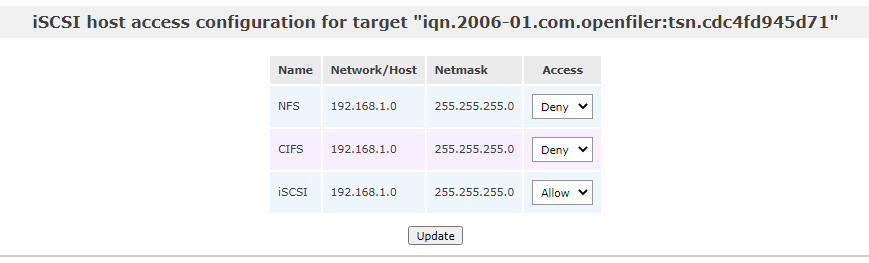 iSCSI host access configuration for target "iqn.2006-01.com.openfiler:tsn.cdc4fd945d71"
Name Network/Host Netmask Access
NFS 192.168.1.0 255.255.255.0 Deny
CIFS 192.168.1.0 255.255.255.0 Deny
iSCSI 192.168.1.0 255.255.255.0 Allow
Update